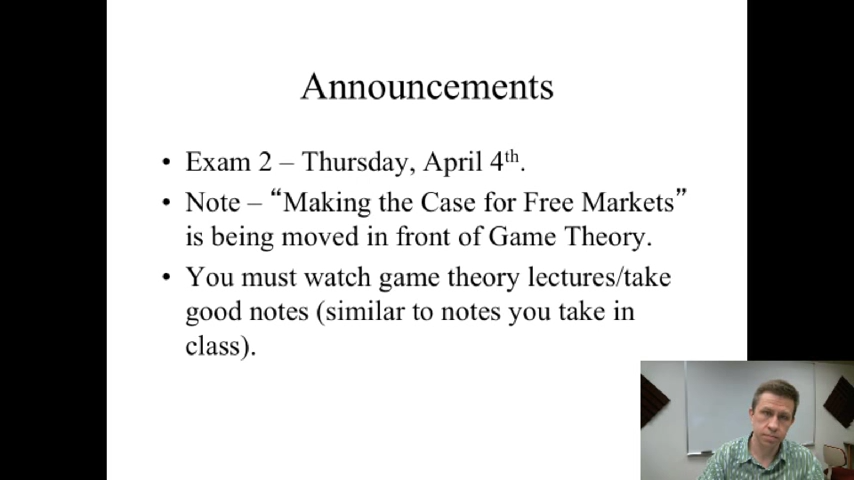 Announcements
• Exam 2 – Thursday, April 4th.
• Note – “Making the Case for Free Markets”
is being moved in front of Game Theory.
• You must watch game theory lectures/take
good notes (similar to notes you take in
class).